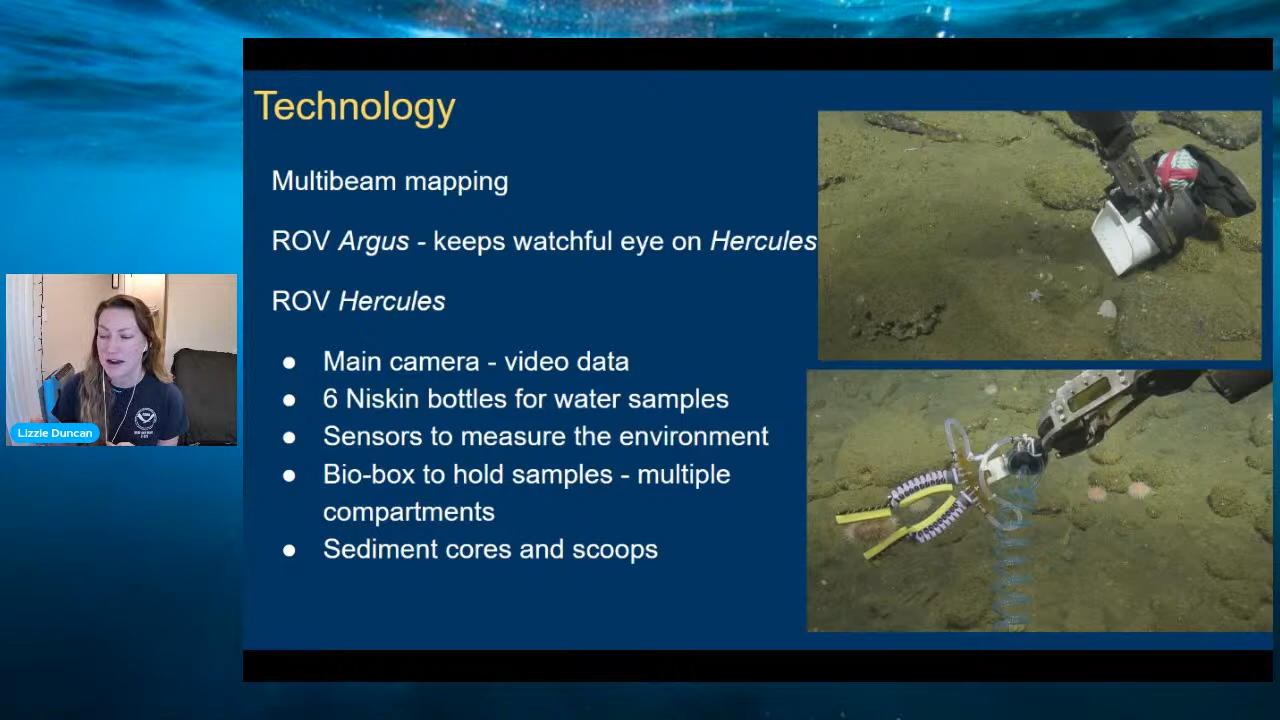 Technology
Multibeam mapping
ROV Argus - keeps watchful eye on Hercules
ROV Hercules
● Main camera - video data
● 6 Niskin bottles for water samples
● Sensors to measure the environment
● Bio-box to hold samples - multiple
compartments
● Sediment cores and scoops
Lizzie Duncan